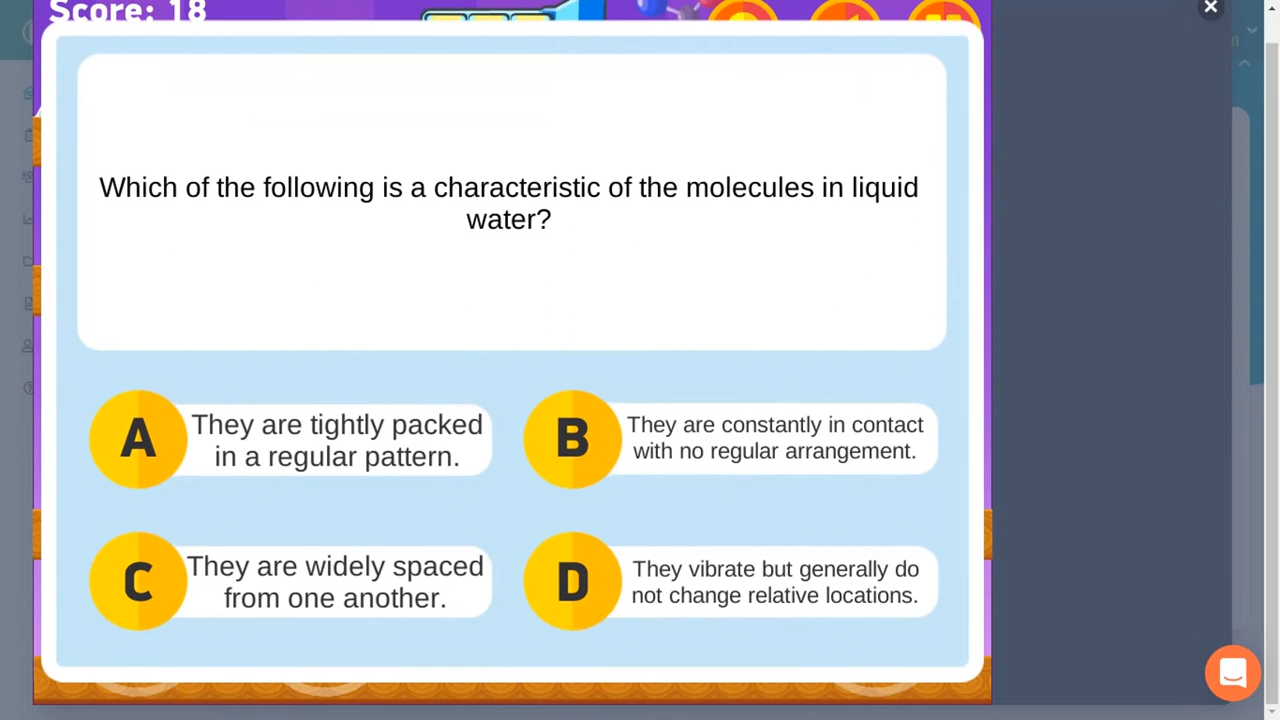 Score: 18
Which of the following is a characteristic of the molecules in liquid
water?
A
They are tightly packed
in a regular pattern.
B
They are constantly in contact
with no regular arrangement.
C
They are widely spaced
from one another.
D
They vibrate but generally do
not change relative locations.